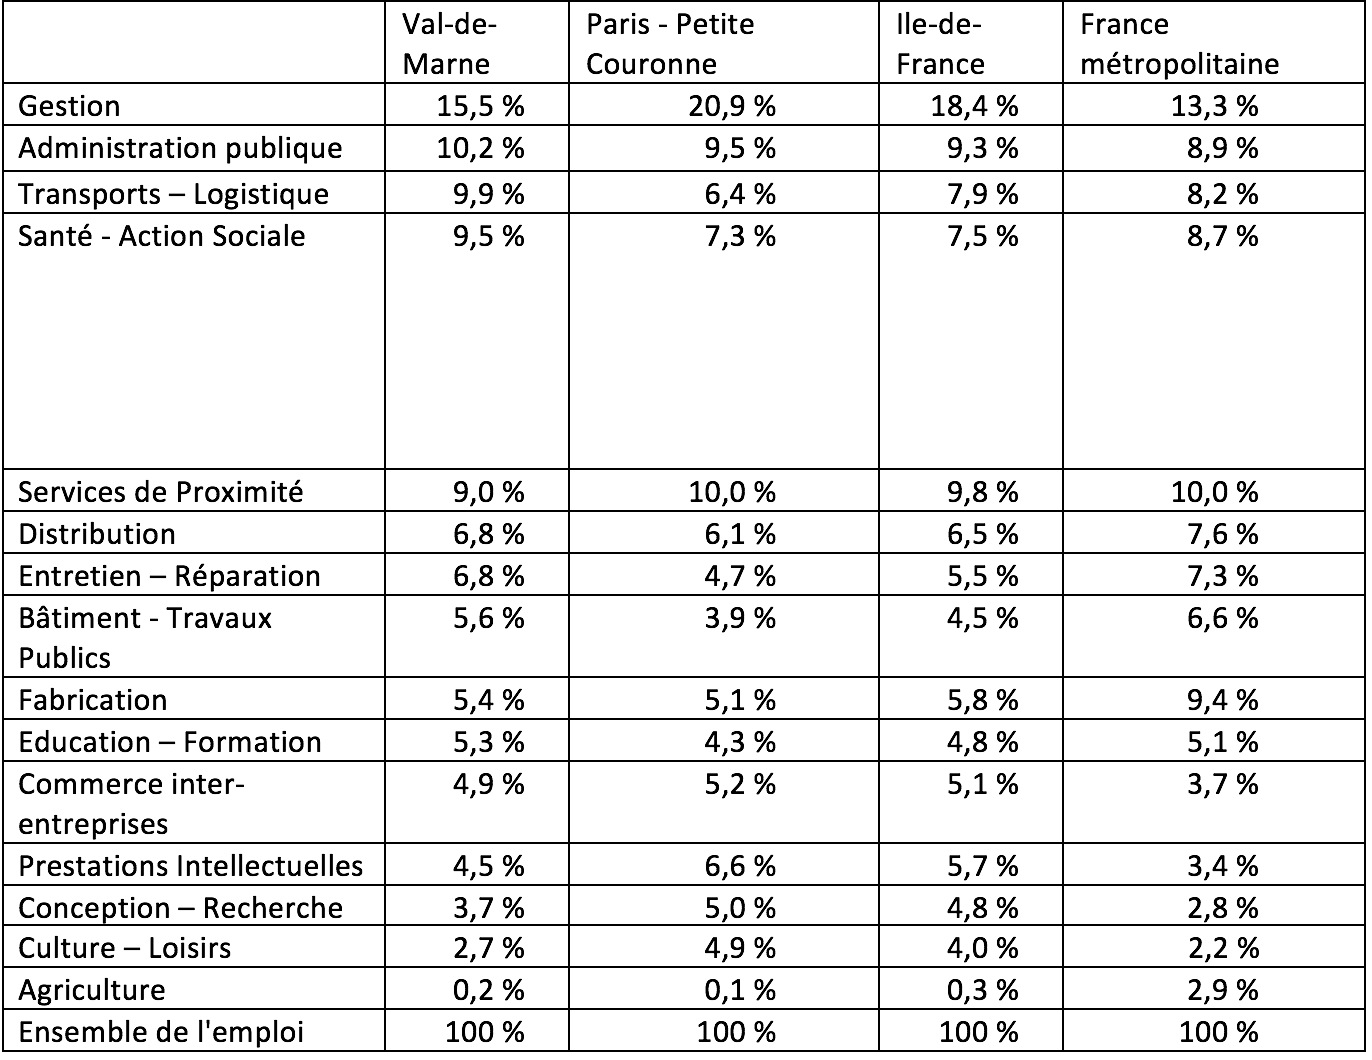 Val-de-Marne Paris - Petite Couronne Ile-de-France France métropolitaine
Gestion 15,5 % 20,9 % 18,4 % 13,3 %
Administration publique 10,2 % 9,5 % 9,3 % 8,9 %
Transports – Logistique 9,9 % 6,4 % 7,9 % 8,2 %
Santé - Action Sociale 9,5 % 7,3 % 7,5 % 8,7 %
Services de Proximité 9,0 % 10,0 % 9,8 % 10,0 %
Distribution 6,8 % 6,1 % 6,5 % 7,6 %
Entretien – Réparation 6,8 % 4,7 % 5,5 % 7,3 %
Bâtiment - Travaux Publics 5,6 % 3,9 % 4,5 % 6,6 %
Fabrication 5,4 % 5,1 % 5,8 % 9,4 %
Education – Formation 5,3 % 4,3 % 4,8 % 5,1 %
Commerce inter-entreprises 4,9 % 5,2 % 5,1 % 3,7 %
Prestations Intellectuelles 4,5 % 6,6 % 5,7 % 3,4 %
Conception – Recherche 3,7 % 5,0 % 4,8 % 2,8 %
Culture – Loisirs 2,7 % 4,9 % 4,0 % 2,2 %
Agriculture 0,2 % 0,1 % 0,3 % 2,9 %
Ensemble de l'emploi 100 % 100 % 100 % 100 %